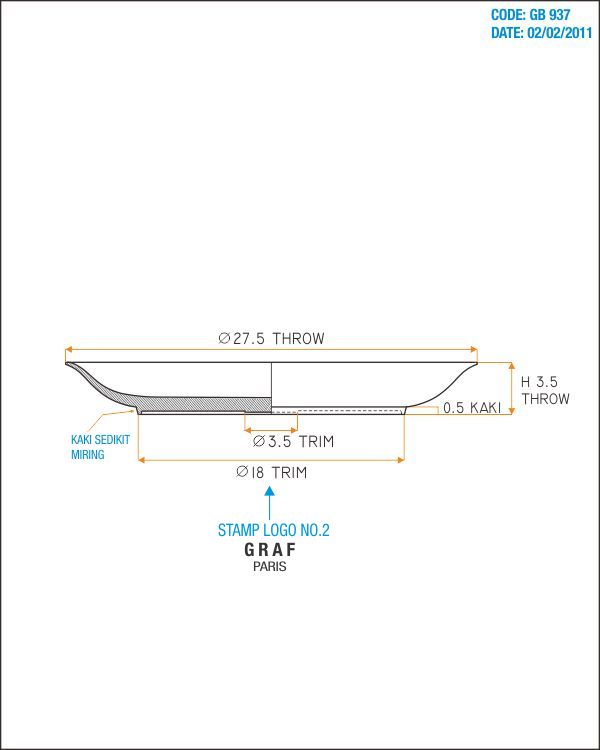 CODE: GB 937
DATE: 02/02/2011
∅27.5 THROW
H 3.5
THROW
0.5 KAKI
KAKI SEDIKIT
MIRING
∅3.5 TRIM
∅18 TRIM
STAMP LOGO NO.2
GRAF
PARIS